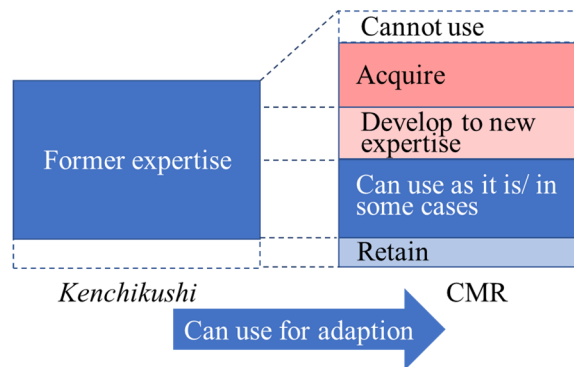 Cannot use
Acquire
Former expertise
Develop to new
expertise
Can use as it is/ in
some cases
Retain
Kenchikushi
CMR
Can use for adaption